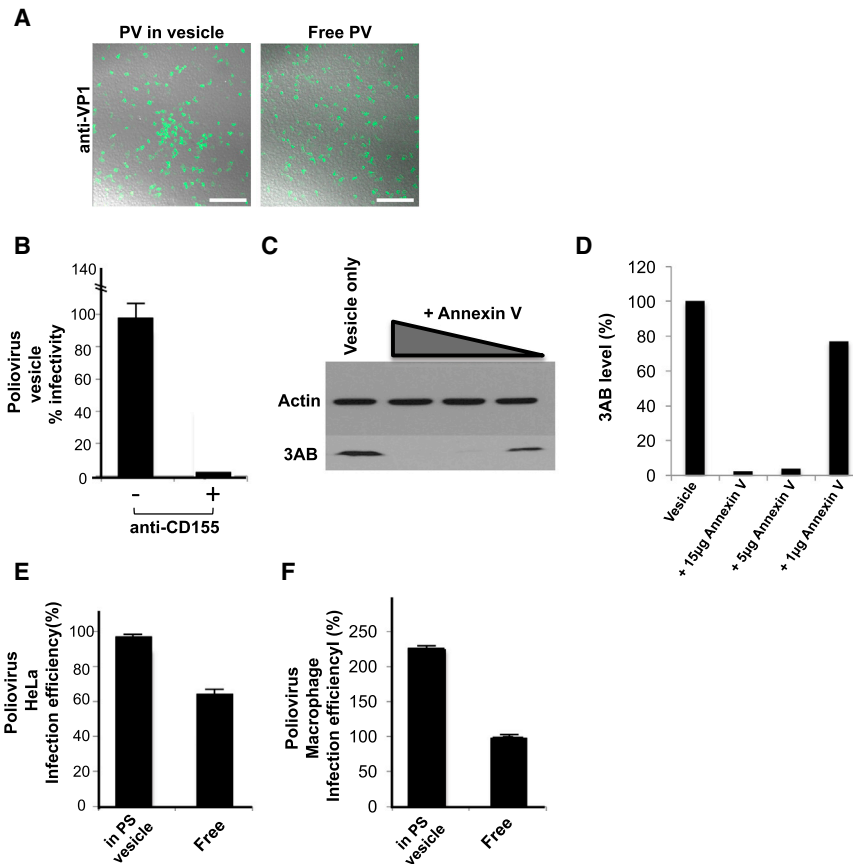 A
PV in vesicle
Free PV
anti-VP1
B
Poliovirus
vesicle
% infectivity
140
100
80
60
40
20
0
-
+
anti-CD155
C
Vesicle only
+ Annexin V
Actin
3AB
D
3AB level (%)
120
100
80
60
40
20
0
Vesicle
+ 15µg Annexin V
+ 5µg Annexin V
+ 1µg Annexin V
E
Poliovirus
HeLa
Infection efficiency(%)
100
80
60
40
20
0
in PS
vesicle
Free
F
Poliovirus
Macrophage
Infection efficiencyl (%)
250
200
150
100
50
0
in PS
vesicle
Free